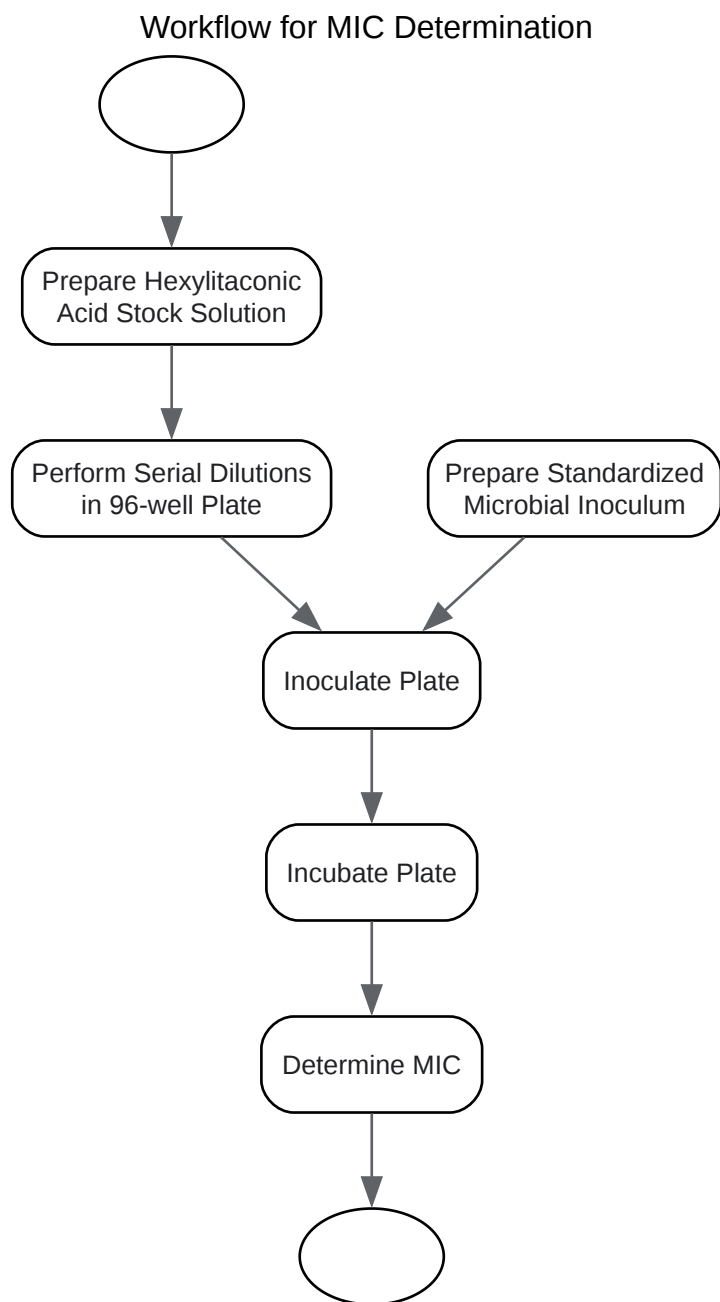 Workflow for MIC Determination
Prepare Hexylitaconic
Acid Stock Solution
Perform Serial Dilutions
in 96-well Plate
Prepare Standardized
Microbial Inoculum
Inoculate Plate
Incubate Plate
Determine MIC